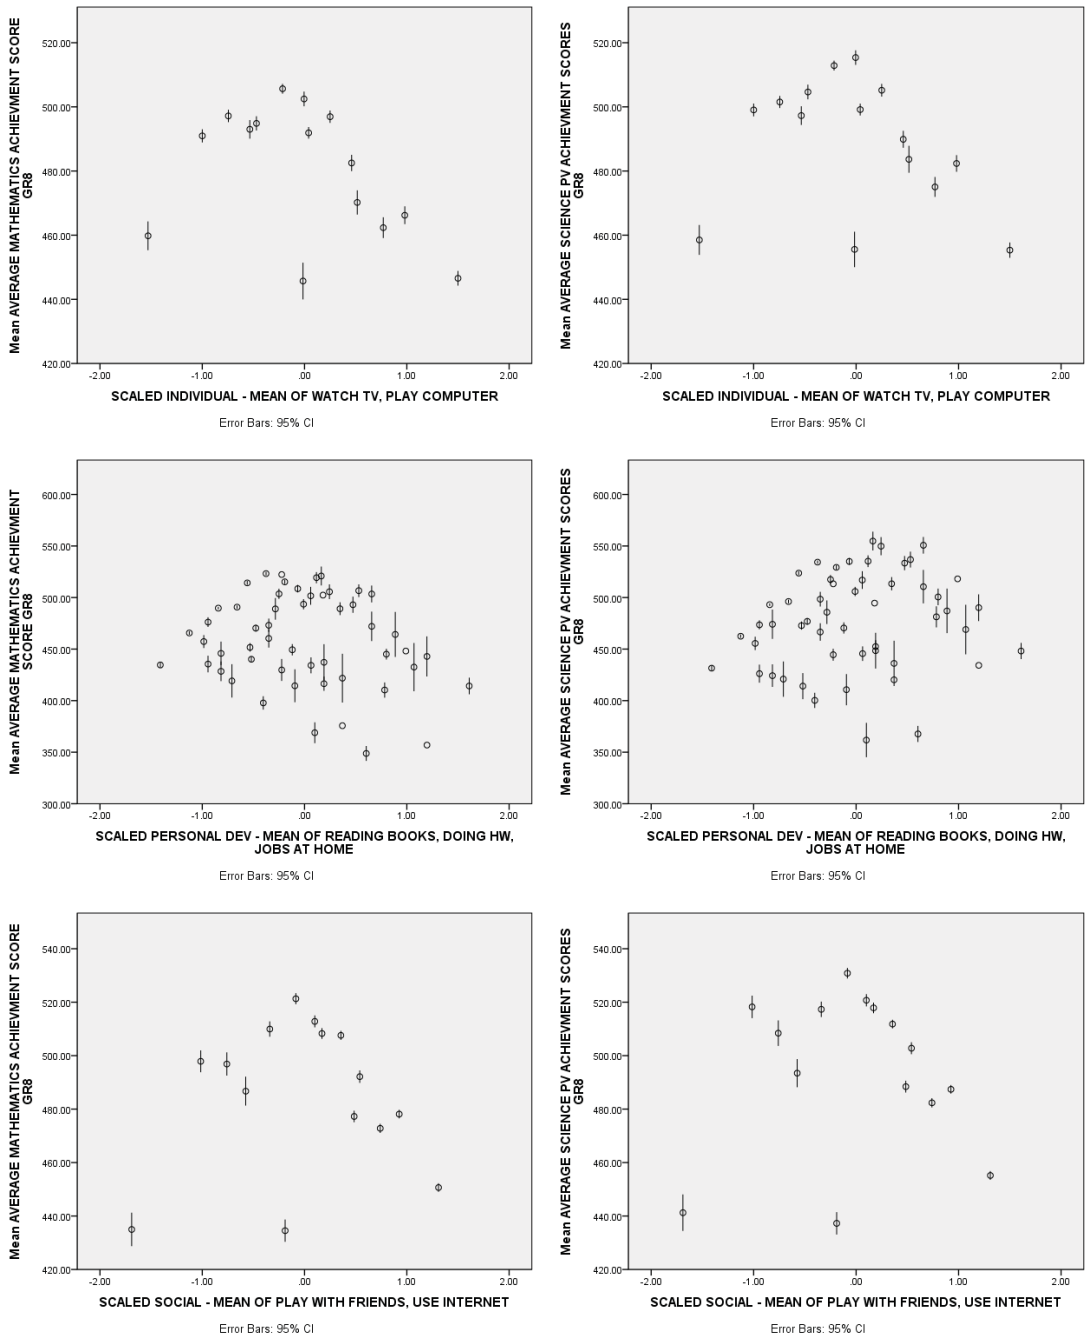 Mean AVERAGE MATHEMATICS ACHIEVMENT SCORE
GR8
520.00
500.00
480.00
460.00
440.00
420.00
-2.00
-1.00
.00
1.00
2.00
SCALED INDIVIDUAL - MEAN OF WATCH TV, PLAY COMPUTER
Error Bars: 95% CI
Mean AVERAGE SCIENCE PV ACHIEVMENT SCORES
GR8
520.00
500.00
480.00
460.00
440.00
420.00
-2.00
-1.00
.00
1.00
2.00
SCALED INDIVIDUAL - MEAN OF WATCH TV, PLAY COMPUTER
Error Bars: 95% CI
Mean AVERAGE MATHEMATICS ACHIEVMENT
SCORE GR8
600.00
550.00
500.00
450.00
400.00
350.00
300.00
-2.00
-1.00
.00
1.00
2.00
SCALED PERSONAL DEV - MEAN OF READING BOOKS, DOING HW,
JOBS AT HOME
Error Bars: 95% CI
Mean AVERAGE SCIENCE PV ACHIEVMENT SCORES
GR8
600.00
550.00
500.00
450.00
400.00
350.00
300.00
-2.00
-1.00
.00
1.00
2.00
SCALED PERSONAL DEV - MEAN OF READING BOOKS, DOING HW,
JOBS AT HOME
Error Bars: 95% CI
Mean AVERAGE MATHEMATICS ACHIEVMENT SCORE
GR8
540.00
520.00
500.00
480.00
460.00
440.00
420.00
-2.00
-1.00
.00
1.00
2.00
SCALED SOCIAL - MEAN OF PLAY WITH FRIENDS, USE INTERNET
Error Bars: 95% CI
Mean AVERAGE SCIENCE PV ACHIEVMENT SCORES
GR8
540.00
520.00
500.00
480.00
460.00
440.00
420.00
-2.00
-1.00
.00
1.00
2.00
SCALED SOCIAL - MEAN OF PLAY WITH FRIENDS, USE INTERNET
Error Bars: 95% CI